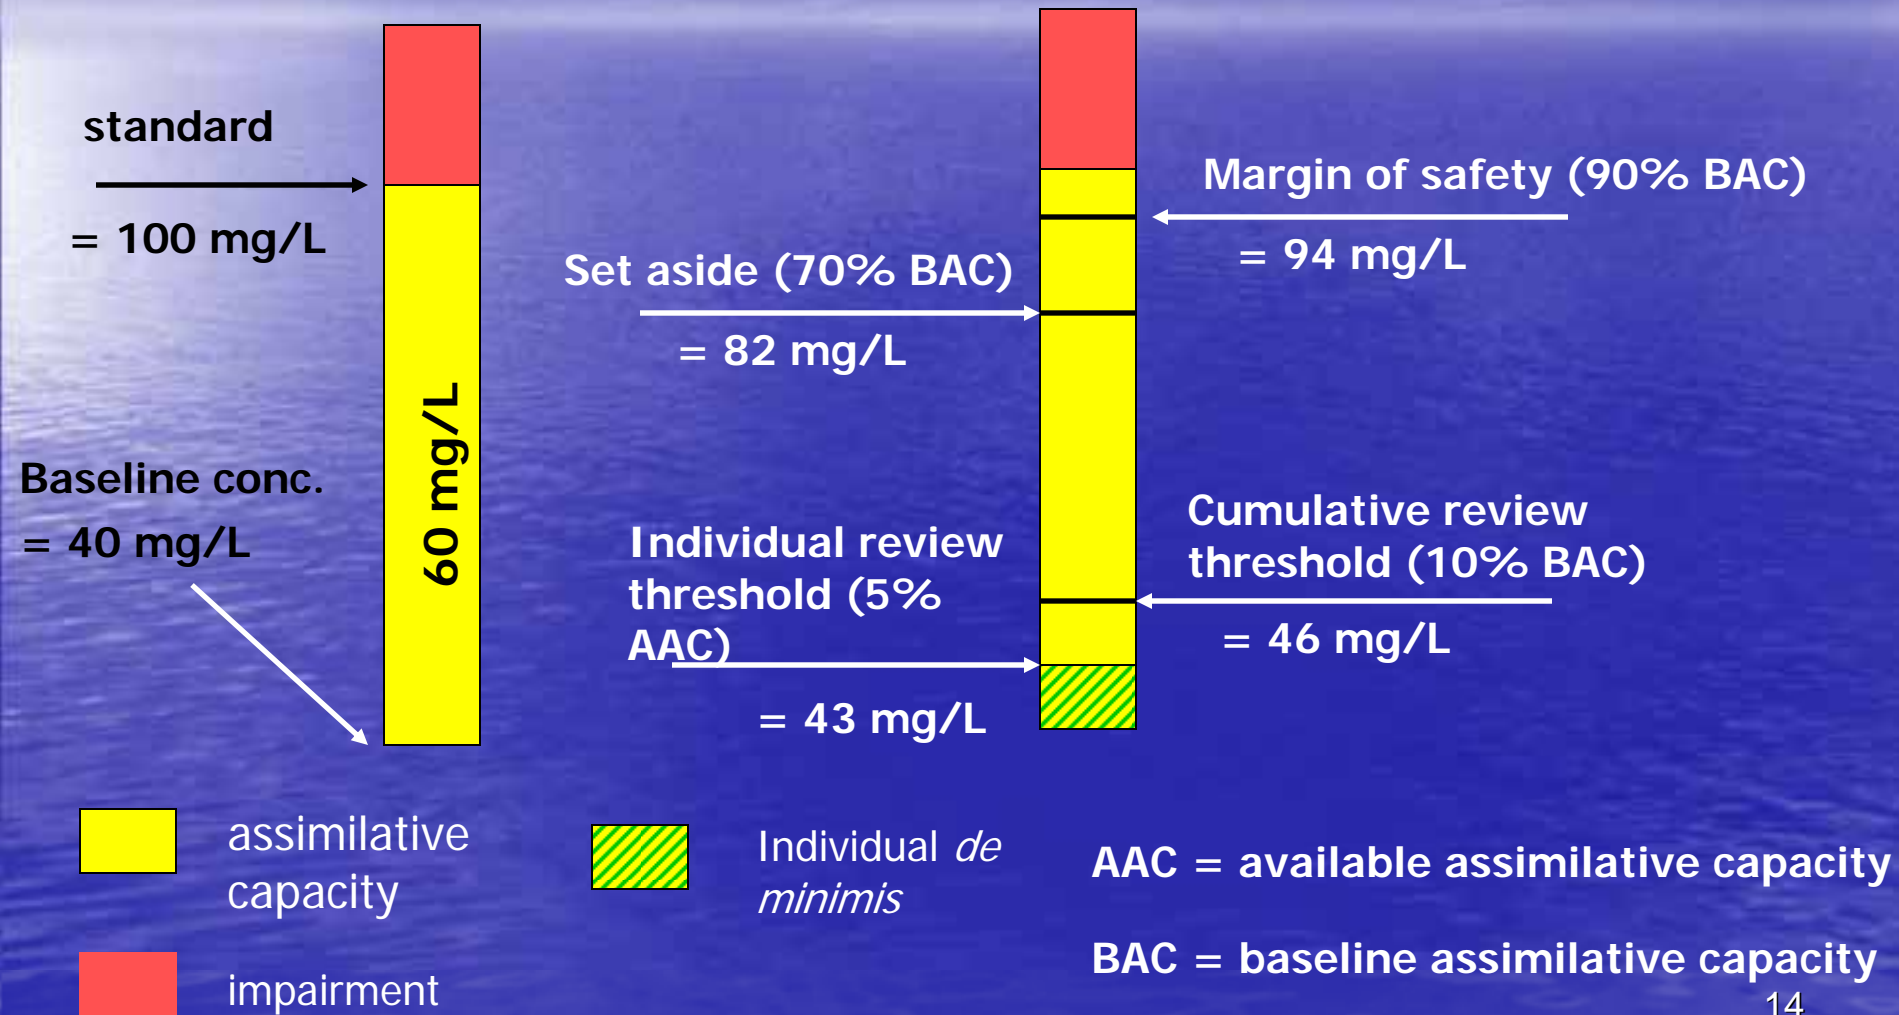 standard
= 100 mg/L
Baseline conc.
= 40 mg/L
60 mg/L
Set aside (70% BAC)
= 82 mg/L
Margin of safety (90% BAC)
= 94 mg/L
Individual review
threshold (5%
AAC)
= 43 mg/L
Cumulative review
threshold (10% BAC)
= 46 mg/L
assimilative
capacity
impairment
Individual de
minimis
AAC = available assimilative capacity
BAC = baseline assimilative capacity
14